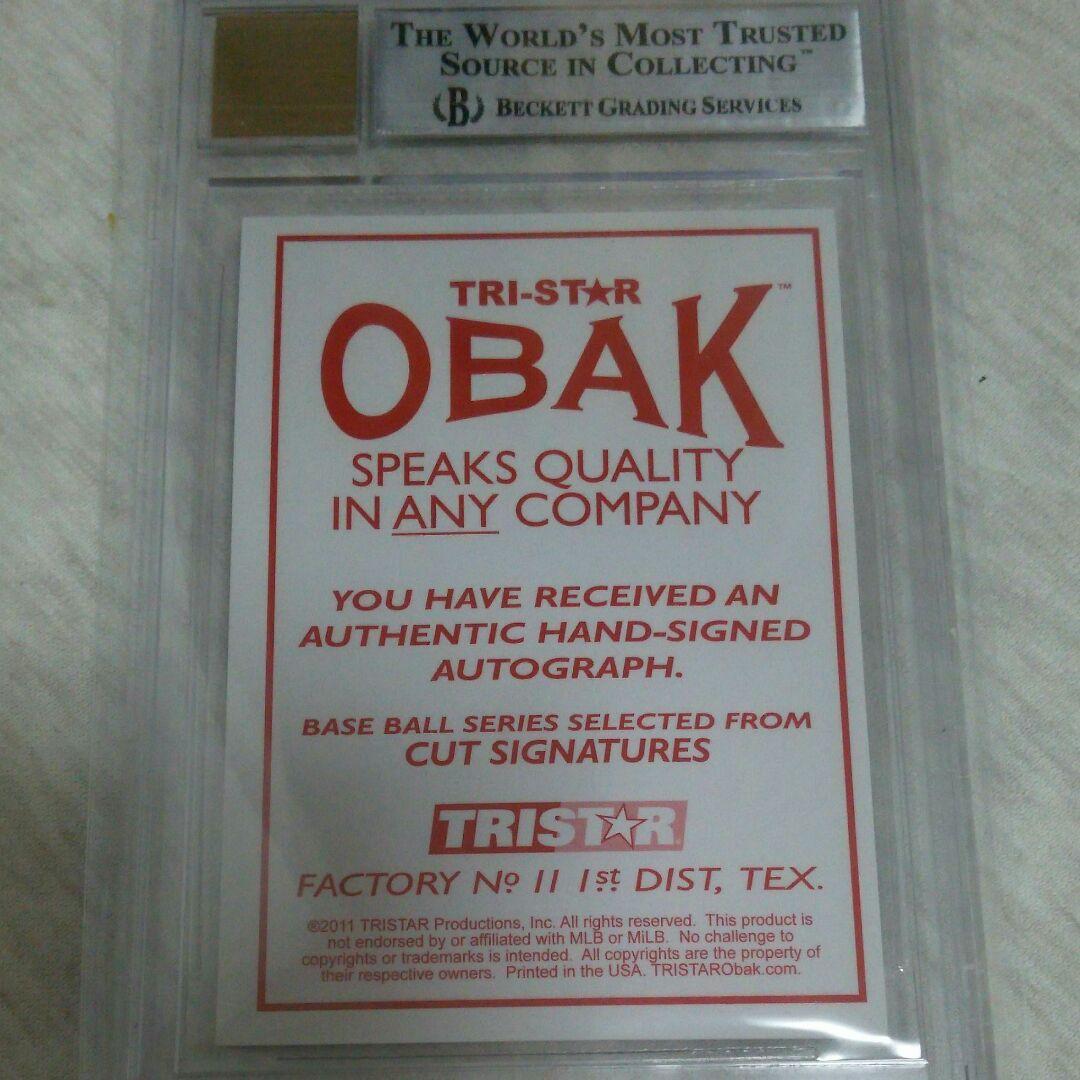 THE WORLD'S MOST TRUSTED
SOURCE IN COLLECTING™
(B) BECKETT GRADING SERVICES
TRI-ST★R
OBAK™
SPEAKS QUALITY
IN ANY COMPANY
YOU HAVE RECEIVED AN
AUTHENTIC HAND-SIGNED
AUTOGRAPH.
BASE BALL SERIES SELECTED FROM
CUT SIGNATURES
TRIST★R
FACTORY Nº 11 1st DIST, TEX.
©2011 TRISTAR Productions, Inc. All rights reserved. This product is
not endorsed by or affiliated with MLB or MiLB. No challenge to
copyrights or trademarks is intended. All copyrights are the property of
their respective owners. Printed in the USA. TRISTARObak.com.